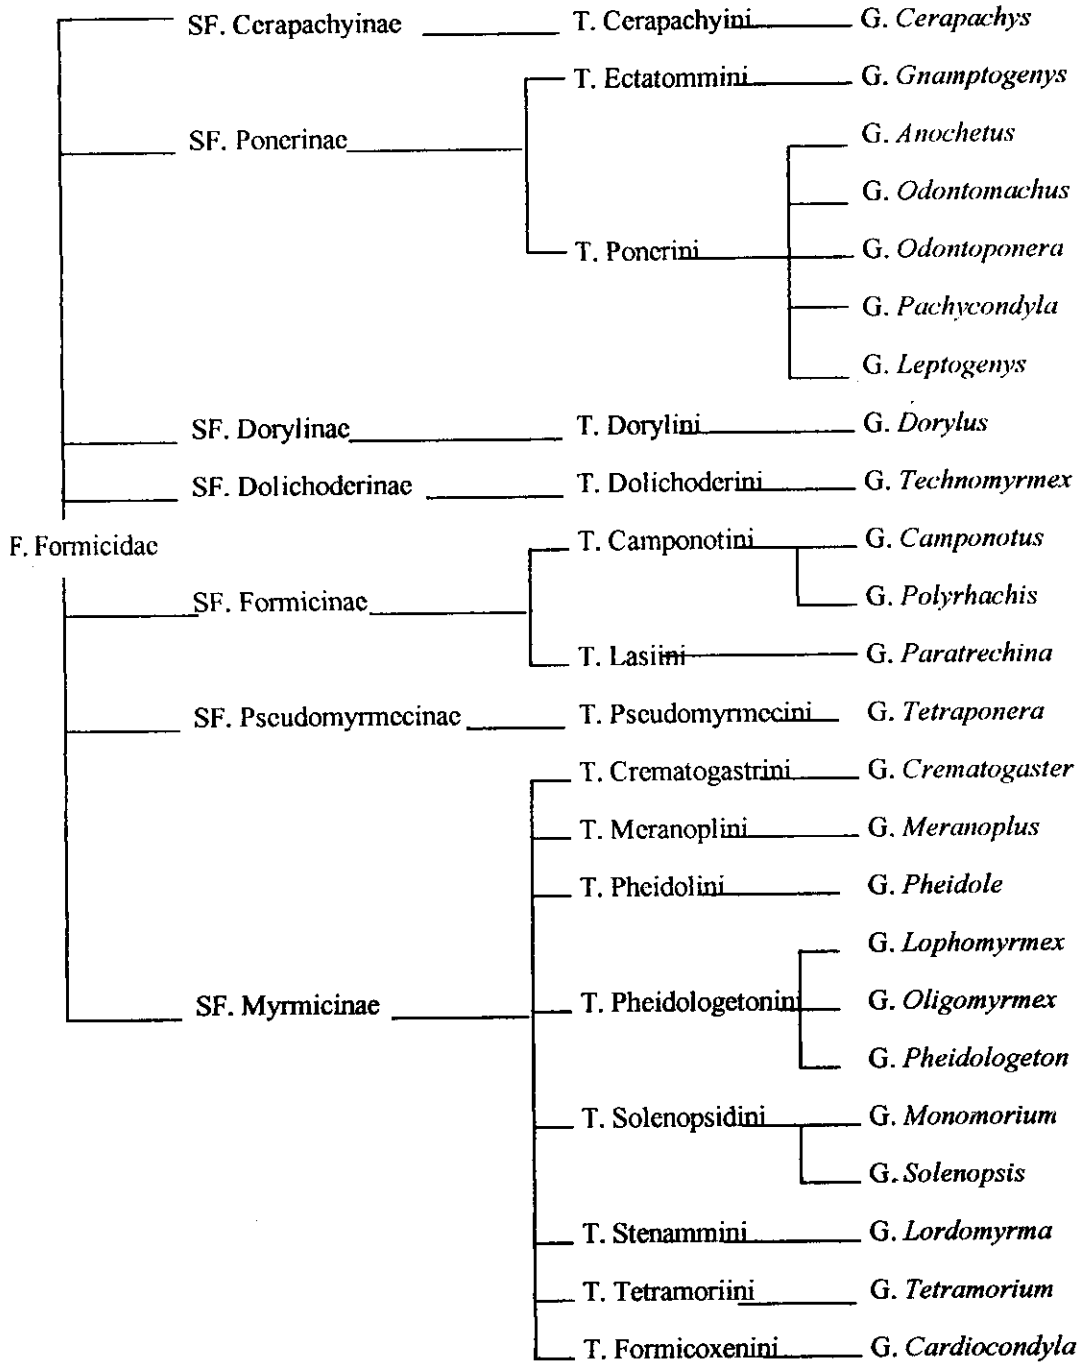 SF. Cerapachyinae T. Cerapachyini G. Cerapachys
T. Ectatommini G. Gnamptogenys
SF. Ponerinae G. Anochetus
G. Odontomachus
T. Ponerini G. Odontoponera
G. Pachycondyla
G. Leptogenys
SF. Dorylinae T. Dorylini G. Dorylus
SF. Dolichoderinae T. Dolichoderini G. Technomyrmex
F. Formicidae T. Camponotini G. Camponotus
SF. Formicinae G. Polyrhachis
T. Lasiini G. Paratrechina
SF. Pseudomyrmecinae T. Pseudomyrmecini G. Tetraponera
T. Crematogastrini G. Crematogaster
T. Meranoplini G. Meranoplus
T. Pheidolini G. Pheidole
G. Lophomyrmex
SF. Myrmicinae T. Pheidologetonini G. Oligomyrmex
G. Pheidologeton
T. Solenopsidini G. Monomorium
G. Solenopsis
T. Stenammini G. Lordomyrma
T. Tetramoriini G. Tetramorium
T. Formicoxenini G. Cardiocondyla